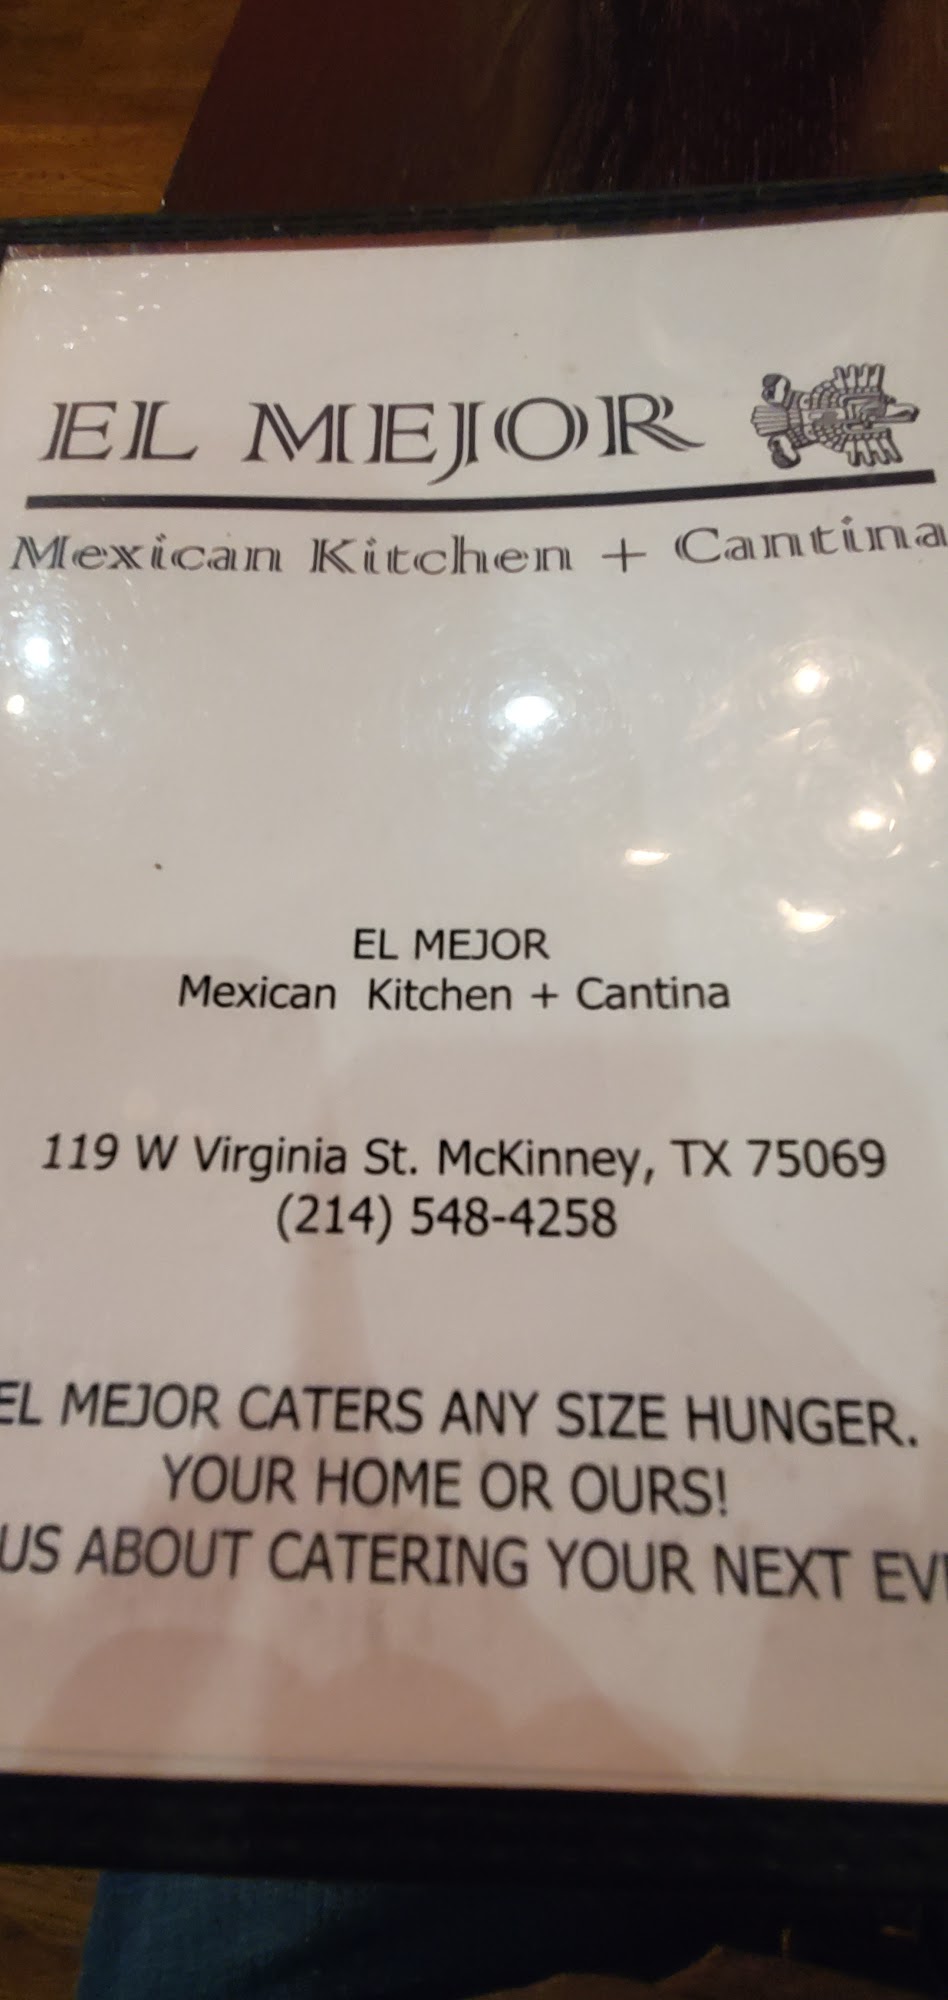 EL MEJOR
Mexican Kitchen + Cantina
EL MEJOR
Mexican Kitchen + Cantina
119 W Virginia St. McKinney, TX 75069
(214) 548-4258
EL MEJOR CATERS ANY SIZE HUNGER.
YOUR HOME OR OURS!
US ABOUT CATERING YOUR NEXT